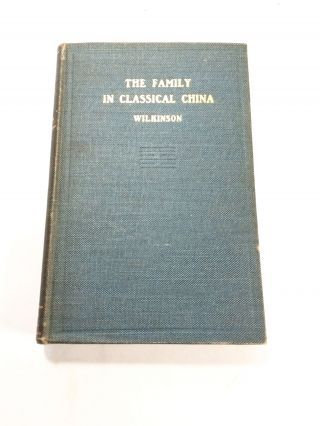 THE FAMILY
IN CLASSICAL CHINA
WILKINSON